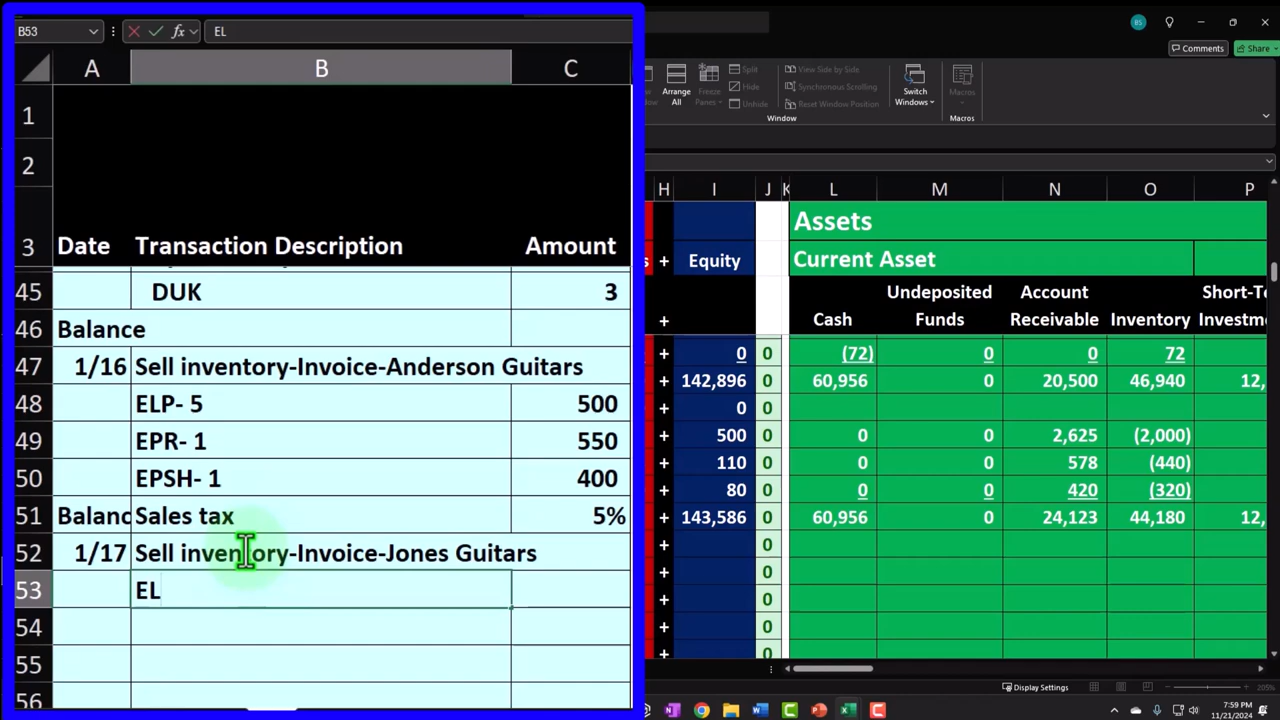 B53 fx EL
A B C
1
2
3 Date Transaction Description Amount
45 DUK 3
46 Balance
47 1/16 Sell inventory-Invoice-Anderson Guitars
48 ELP- 5 500
49 EPR- 1 550
50 EPSH- 1 400
51 Balanc Sales tax 5%
52 1/17 Sell inventory-Invoice-Jones Guitars
53 EL
54
55
56
BS
Comments Share
Arrange All
Freeze Panes
Split
Hide
Unhide
View Side by Side
Synchronous Scrolling
Reset Window Position
Switch Windows
Macros
Window Macros
H I J K L M N O P
Assets
s + Equity Current Asset
+ Cash Undeposited Funds Account Receivable Inventory Short-Te Investme
+ 0 0 (72) 0 0 72
+ 142,896 0 60,956 0 20,500 46,940 12,
+ 0 0
+ 500 0 0 0 2,625 (2,000)
+ 110 0 0 0 578 (440)
+ 80 0 0 0 420 (320)
+ 143,586 0 60,956 0 24,123 44,180 12,
+ 0
+ 0
+ 0
+ 0
+ 0
Display Settings
205%
7:59 PM
11/21/2024